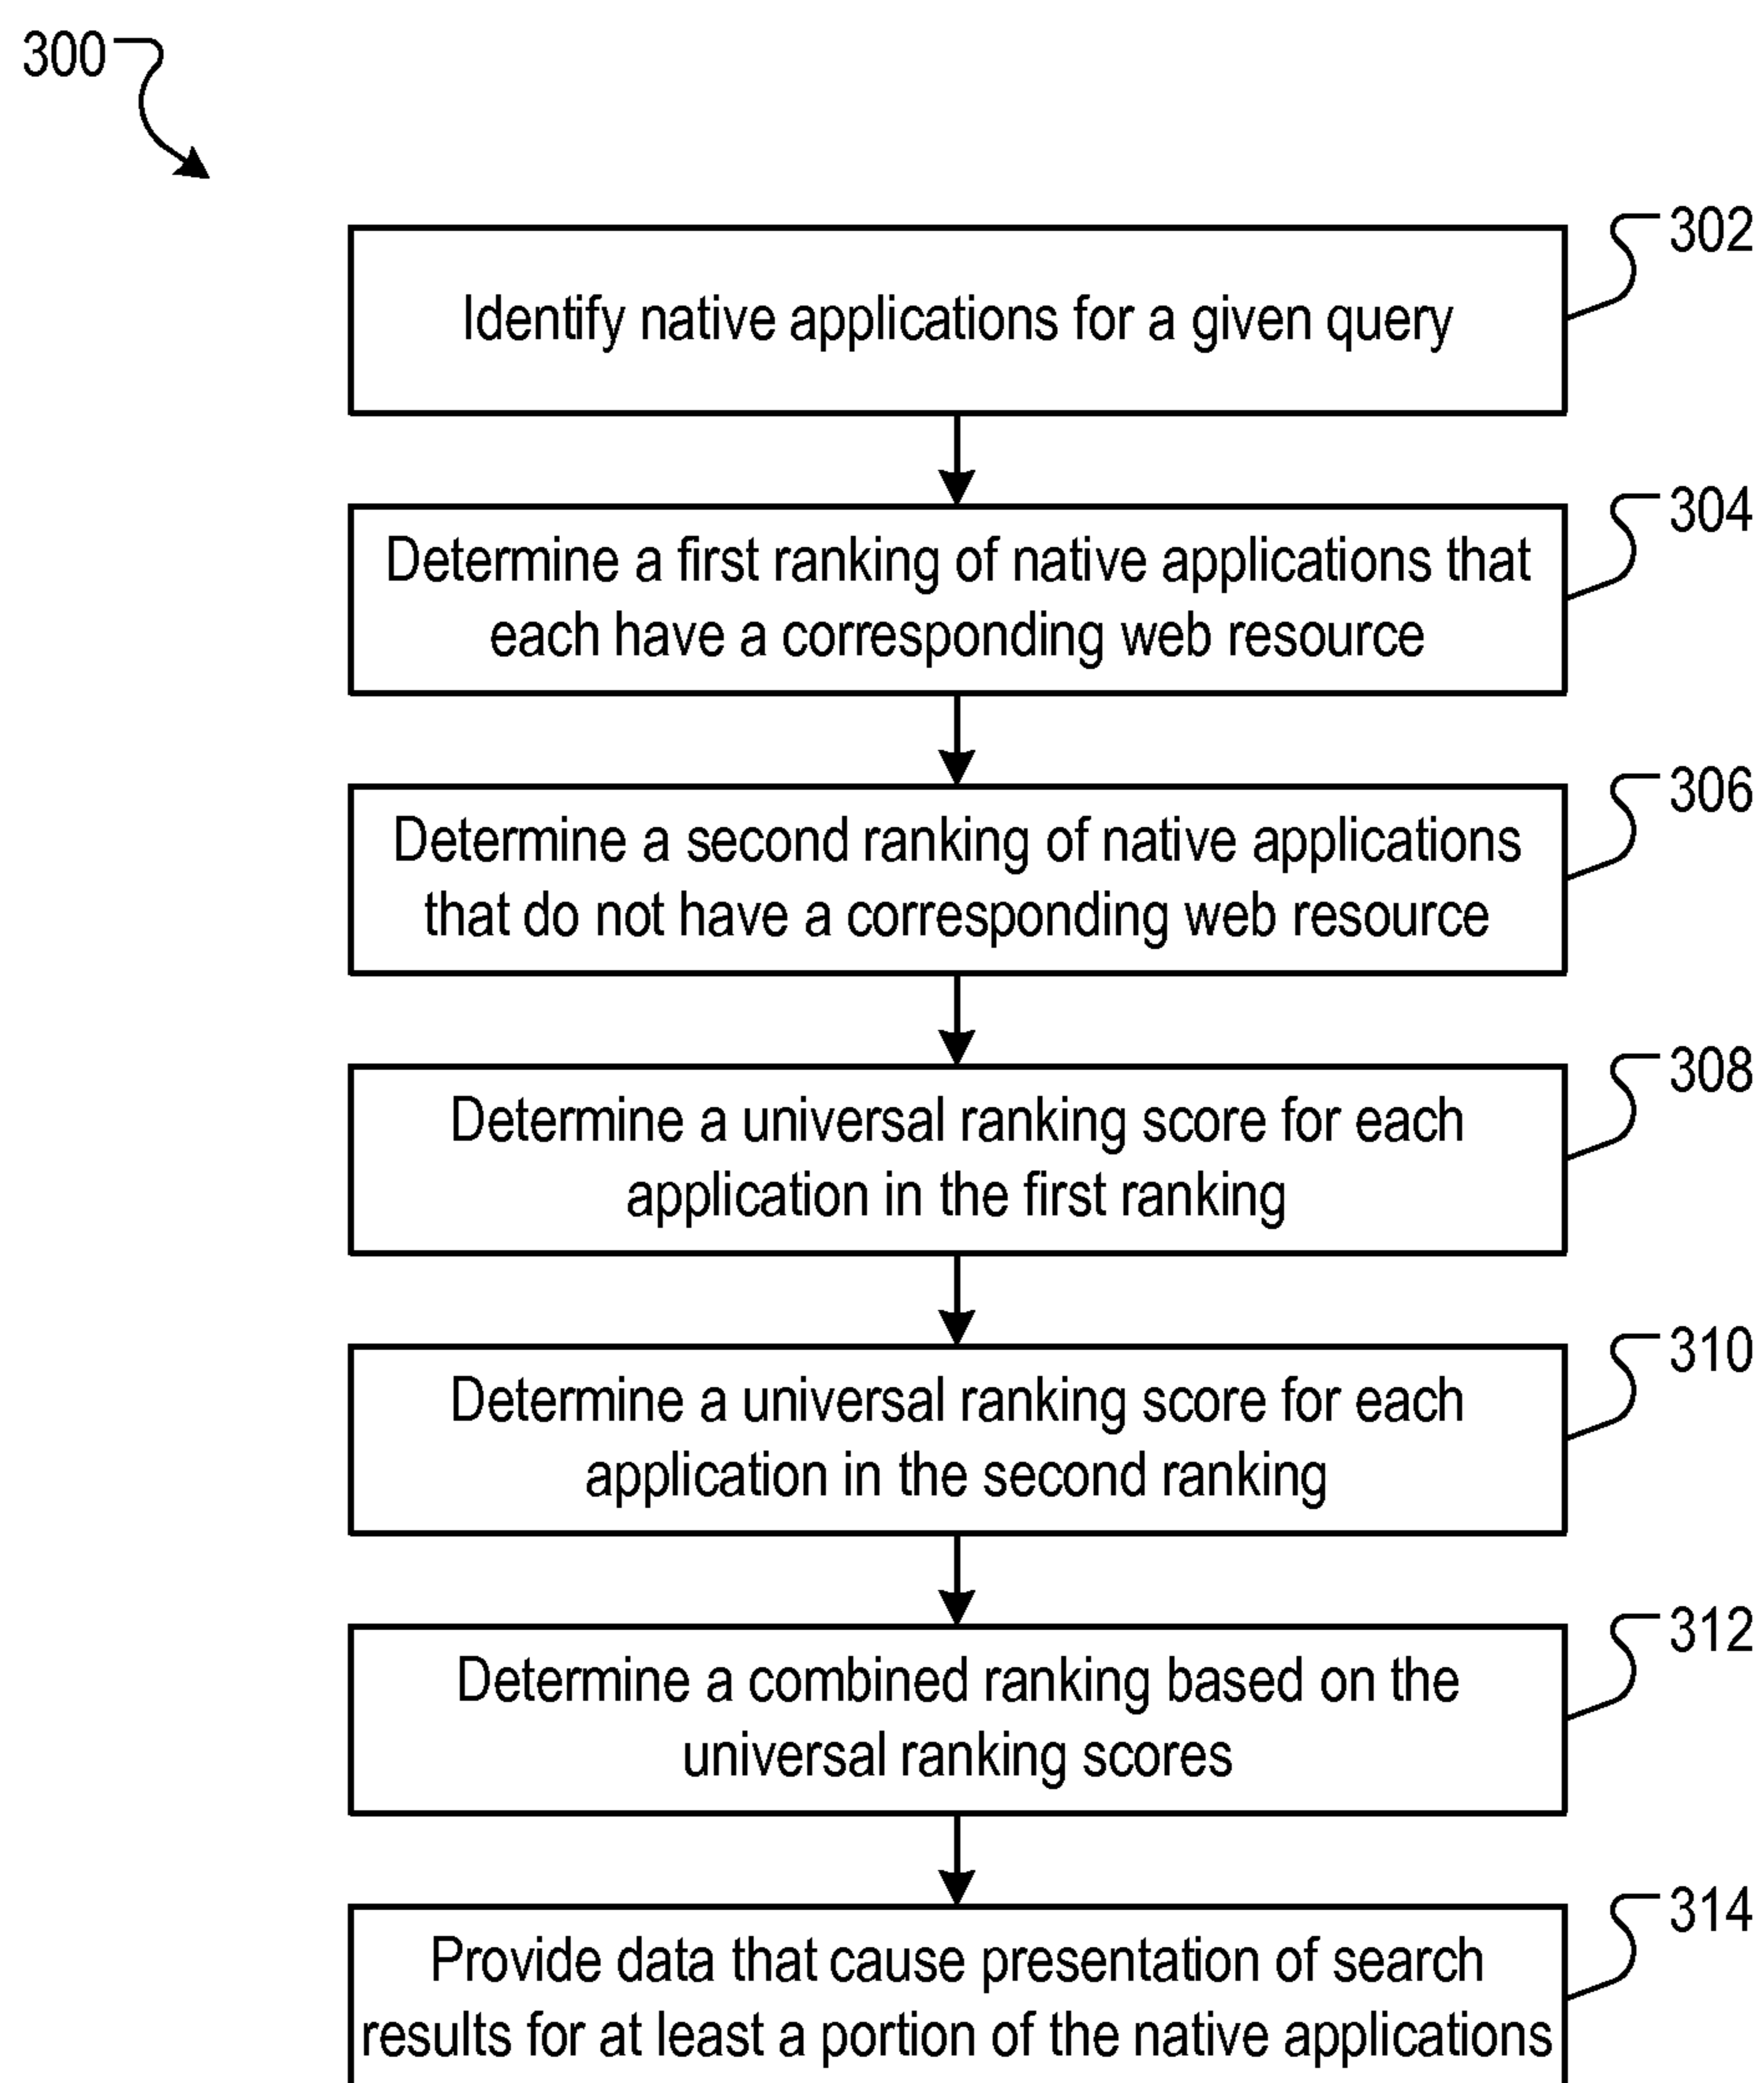 300
302
Identify native applications for a given query
304
Determine a first ranking of native applications that
each have a corresponding web resource
306
Determine a second ranking of native applications
that do not have a corresponding web resource
308
Determine a universal ranking score for each
application in the first ranking
310
Determine a universal ranking score for each
application in the second ranking
312
Determine a combined ranking based on the
universal ranking scores
314
Provide data that cause presentation of search
results for at least a portion of the native applications